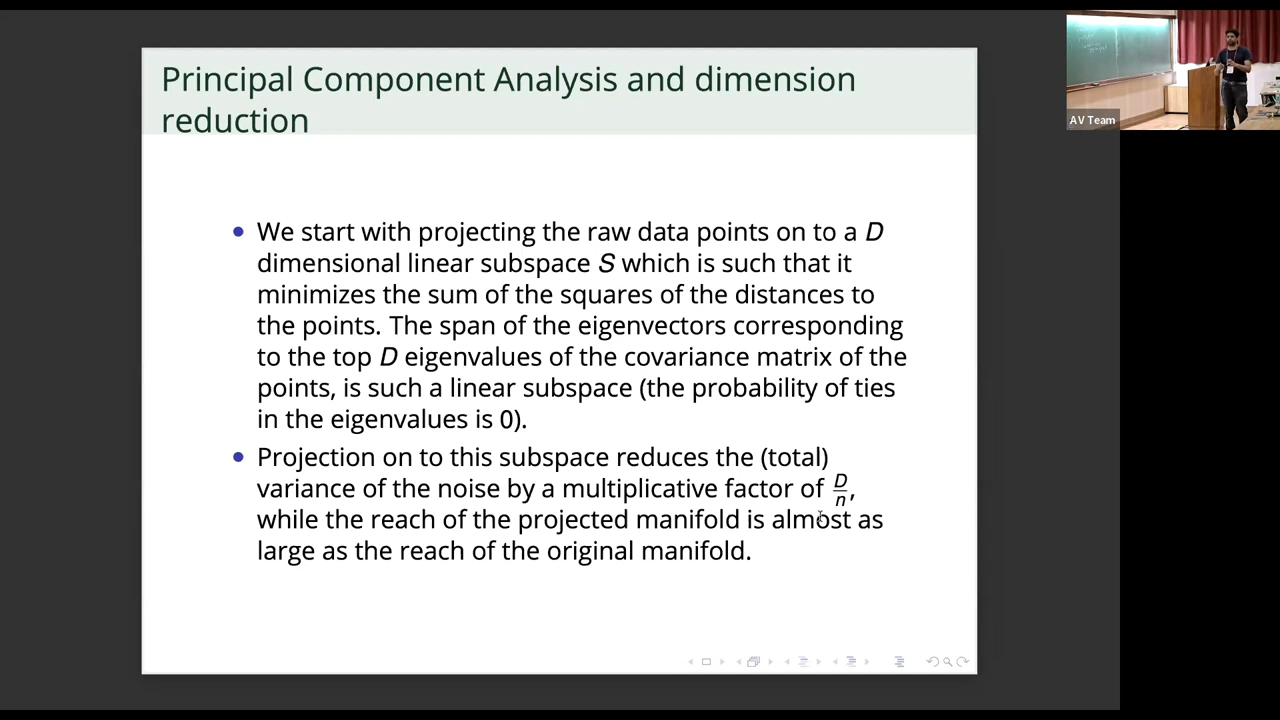 Principal Component Analysis and dimension
reduction
• We start with projecting the raw data points on to a D
dimensional linear subspace S which is such that it
minimizes the sum of the squares of the distances to
the points. The span of the eigenvectors corresponding
to the top D eigenvalues of the covariance matrix of the
points, is such a linear subspace (the probability of ties
in the eigenvalues is 0).
• Projection on to this subspace reduces the (total)
variance of the noise by a multiplicative factor of D/n,
while the reach of the projected manifold is almost as
large as the reach of the original manifold.
AV Team